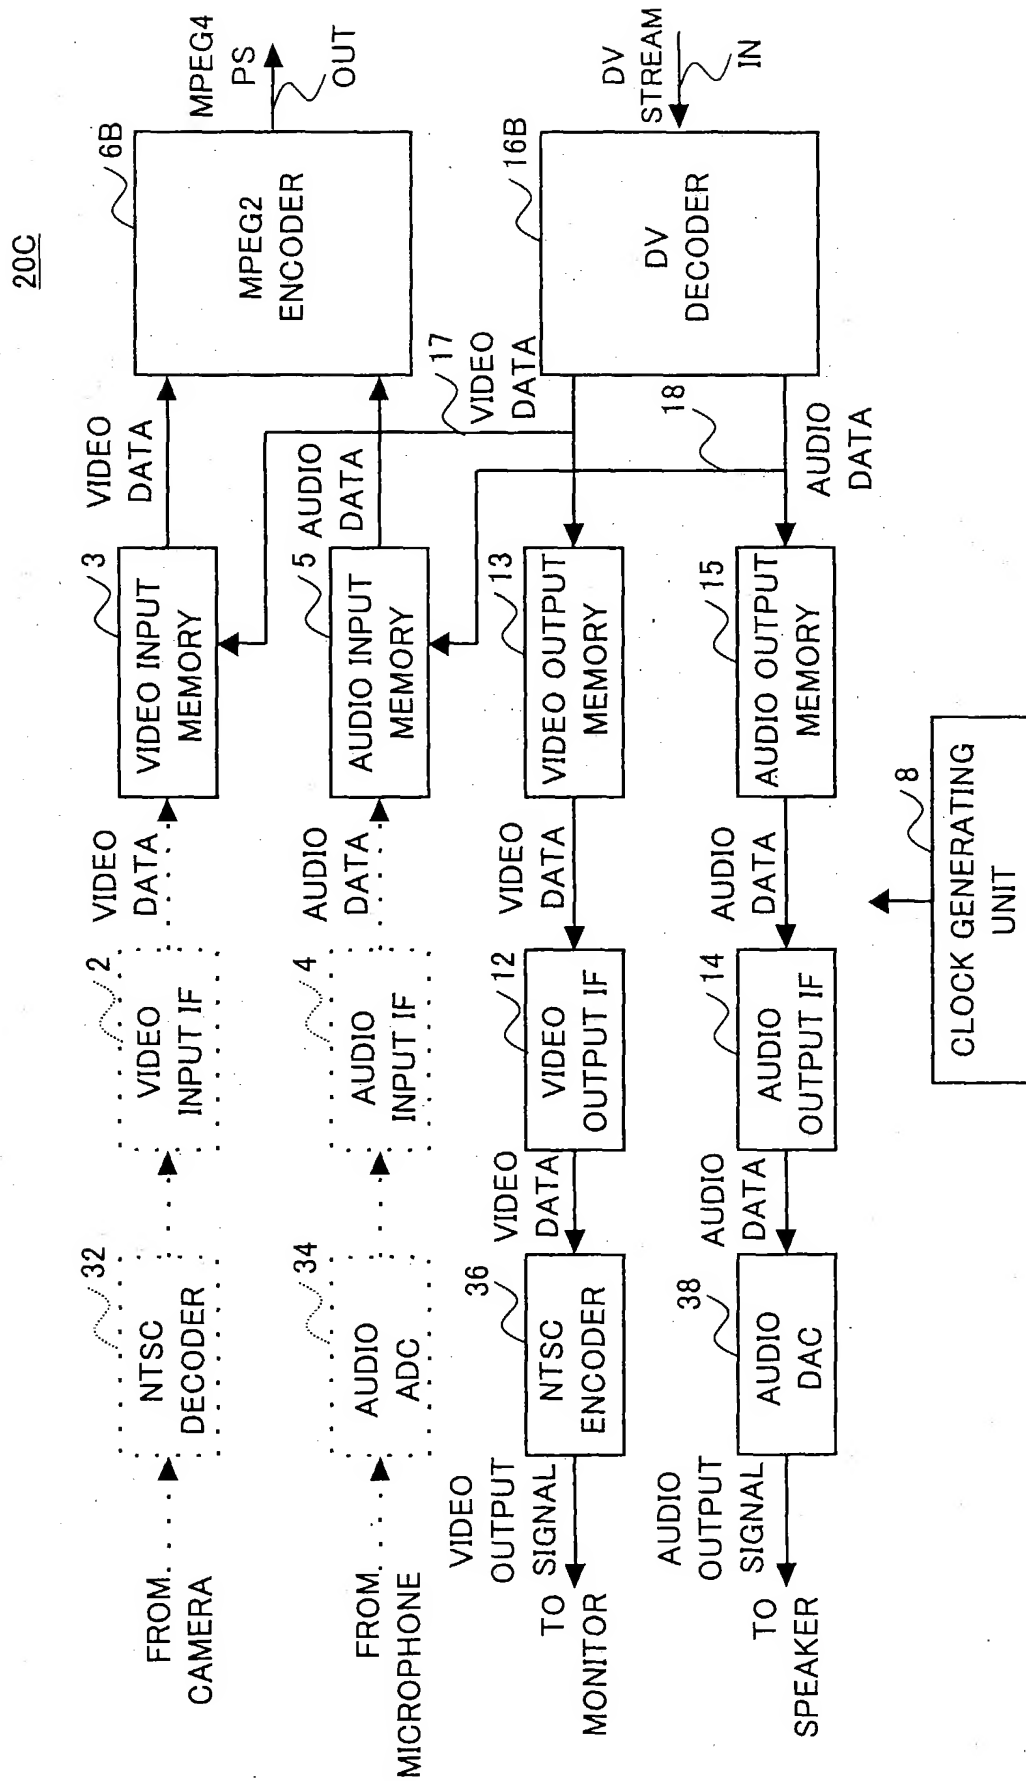 20C
FROM
CAMERA
32
NTSC
DECODER
2
VIDEO
INPUT IF
VIDEO
DATA
3
VIDEO INPUT
MEMORY
VIDEO
DATA
6B
MPEG2
ENCODER
MPEG4
PS
OUT
FROM
MICROPHONE
34
AUDIO
ADC
4
AUDIO
INPUT IF
AUDIO
DATA
5
AUDIO INPUT
MEMORY
AUDIO
DATA
17
VIDEO
OUTPUT
SIGNAL
TO
MONITOR
36
NTSC
ENCODER
VIDEO
DATA
12
VIDEO
OUTPUT IF
VIDEO
DATA
13
VIDEO OUTPUT
MEMORY
VIDEO
DATA
16B
DV
DECODER
DV
STREAM
IN
AUDIO
OUTPUT
SIGNAL
TO
SPEAKER
38
AUDIO
DAC
AUDIO
DATA
14
AUDIO
OUTPUT IF
AUDIO
DATA
15
AUDIO OUTPUT
MEMORY
18
AUDIO
DATA
8
CLOCK GENERATING
UNIT